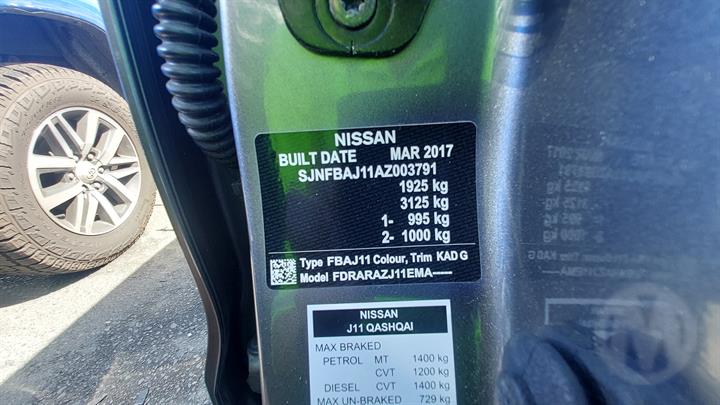 NISSAN
BUILT DATE MAR 2017
SJNFBAJ11AZ003791
1925 kg
3125 kg
1- 995 kg
2- 1000 kg
Type FBAJ11 Colour, Trim KAD G
Model FDRARAZJ11EMA-----
NISSAN
J11 QASHQAI
MAX BRAKED
PETROL MT 1400 kg
CVT 1200 kg
DIESEL CVT 1400 kg
MAX UN-BRAKED 729 kg